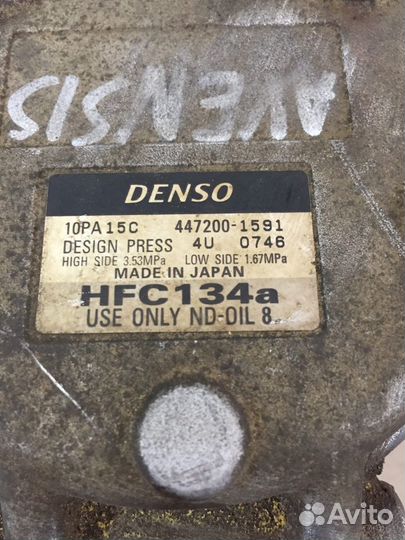 AVENSIS
DENSO
10PA15C 447200-1591
DESIGN PRESS 4U 0746
HIGH SIDE 3.53MPa LOW SIDE 1.67MPa
MADE IN JAPAN
HFC134a
USE ONLY ND-OIL 8
Avito